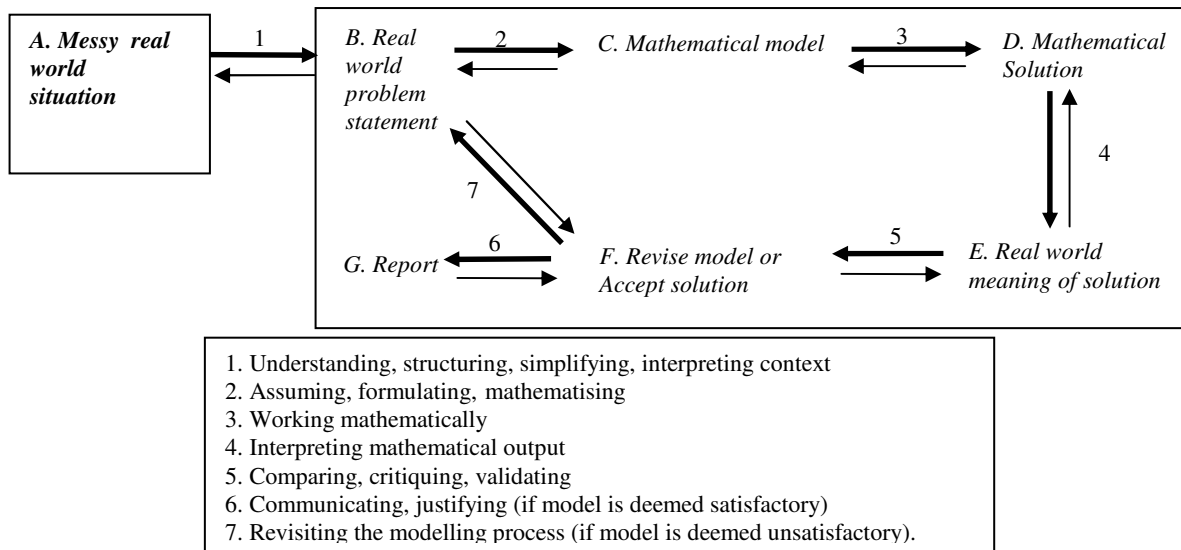 A. Messy real
world
situation
1
B. Real
world
problem
statement
2
C. Mathematical model
3
D. Mathematical
Solution
4
7
6
5
G. Report
F. Revise model or
Accept solution
E. Real world
meaning of solution
1. Understanding, structuring, simplifying, interpreting context
2. Assuming, formulating, mathematising
3. Working mathematically
4. Interpreting mathematical output
5. Comparing, critiquing, validating
6. Communicating, justifying (if model is deemed satisfactory)
7. Revisiting the modelling process (if model is deemed unsatisfactory).